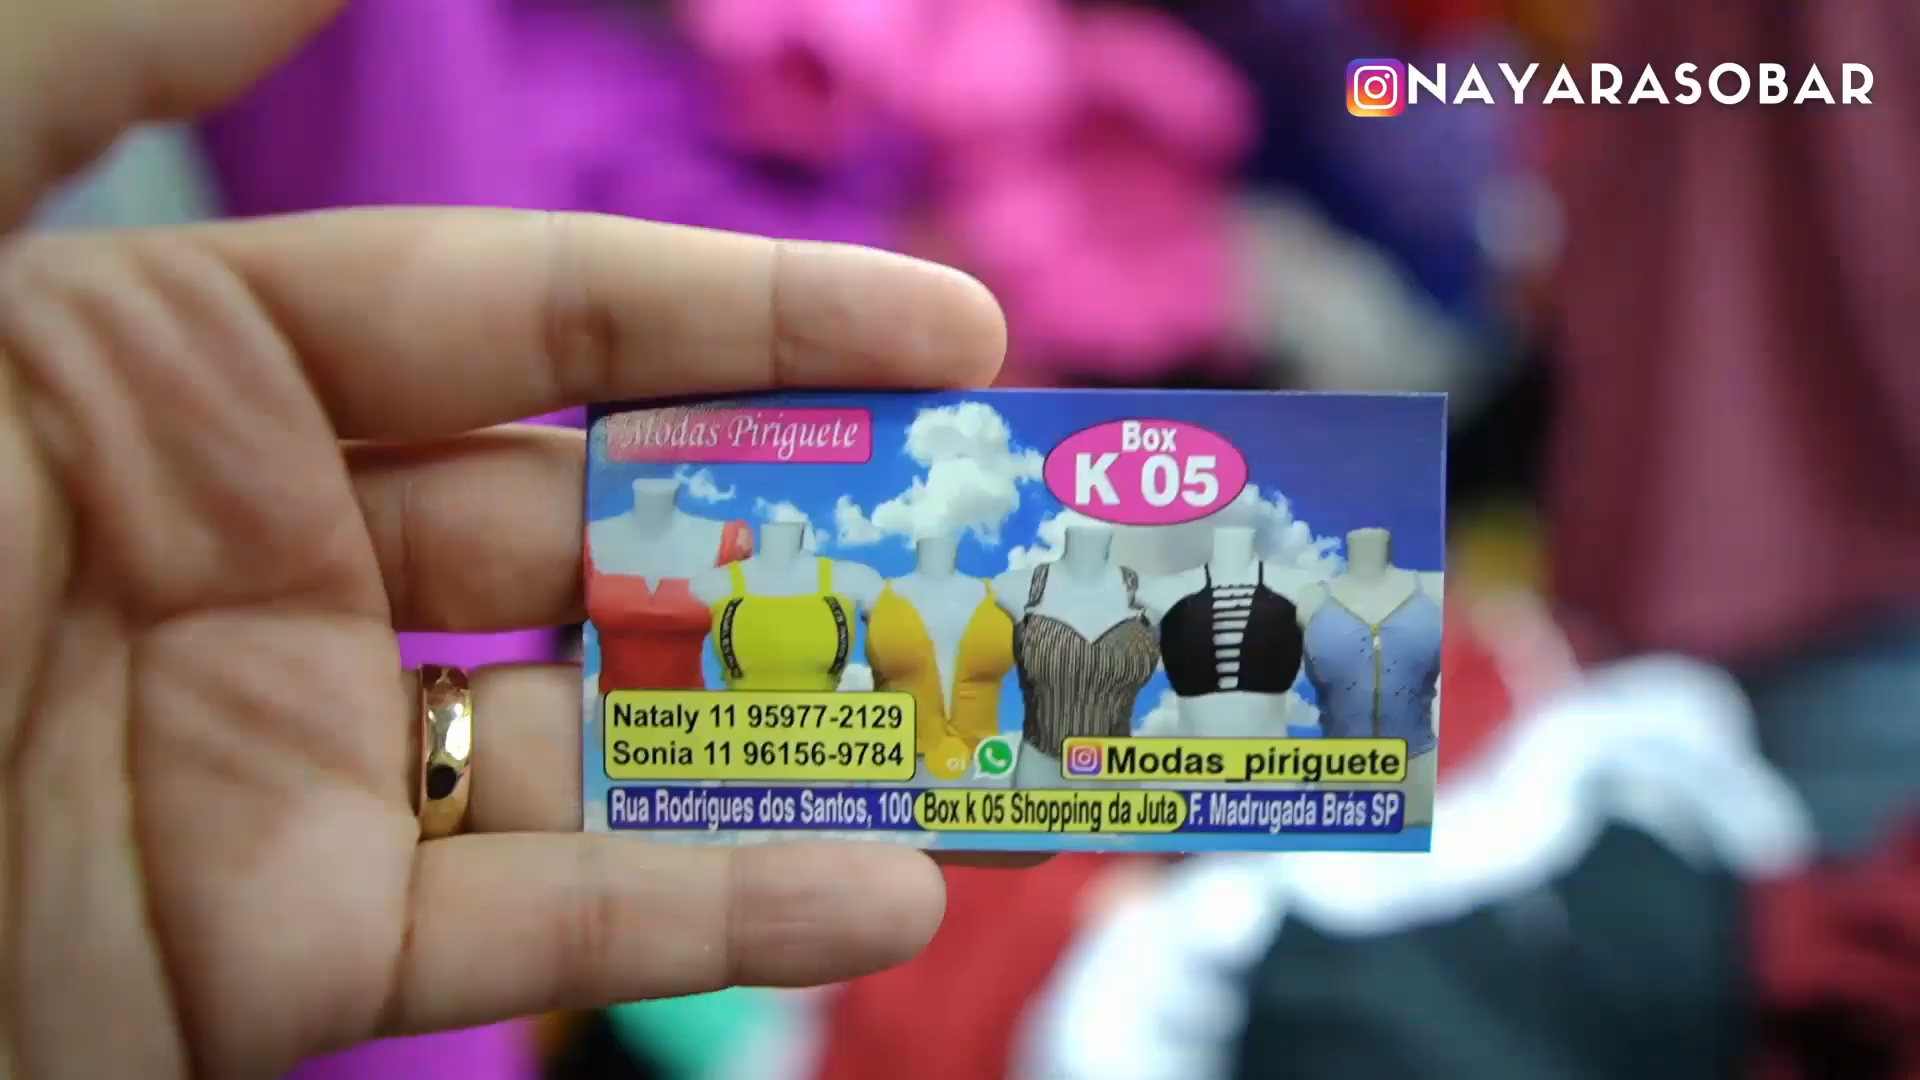 NAYARASOBAR
Modas Piriguete
Box
K 05
Nataly 11 95977-2129
Sonia 11 96156-9784
Modas_piriguete
Rua Rodrigues dos Santos, 100 Box k 05 Shopping da Juta F. Madrugada Brás SP